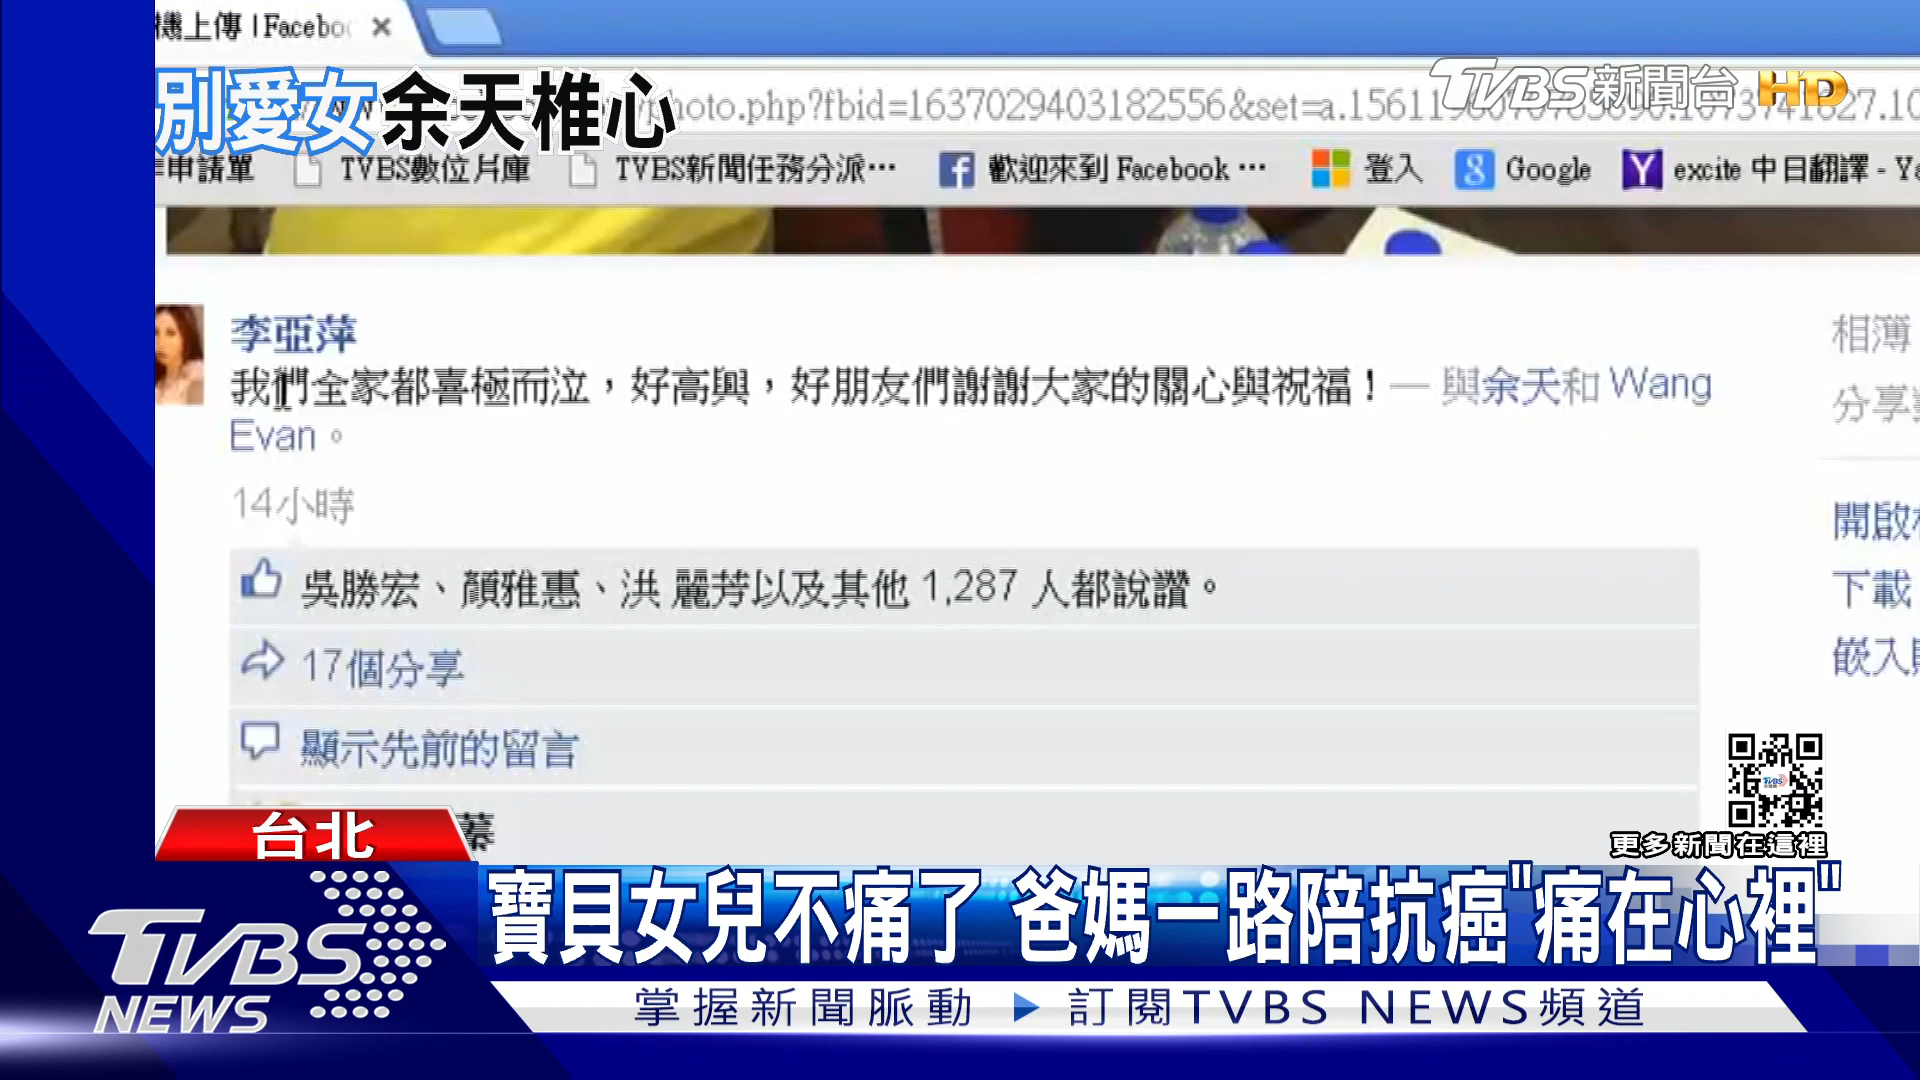 機上傳 | Facebo
別愛女 余天椎心
photo.php?fbid=1637029403182556&set=a.
TVBS新聞台 HD
申請單 TVBS數位片庫 TVBS新聞任務分派… 歡迎來到 Facebook … 登入 Google excite 中日翻譯 - Ya
李亞萍
我們全家都喜極而泣，好高興，好朋友們謝謝大家的關心與祝福！— 與余天和 Wang
Evan。
14小時
吳勝宏、顏雅惠、洪 麗芳以及其他 1,287 人都說讚。
17個分享
顯示先前的留言
相簿
分享
開啟
下載
嵌入
更多新聞在這裡
台北
寶貝女兒不痛了 爸媽一路陪抗癌"痛在心裡"
TVBS
NEWS
掌握新聞脈動 ▶ 訂閱TVBS NEWS頻道